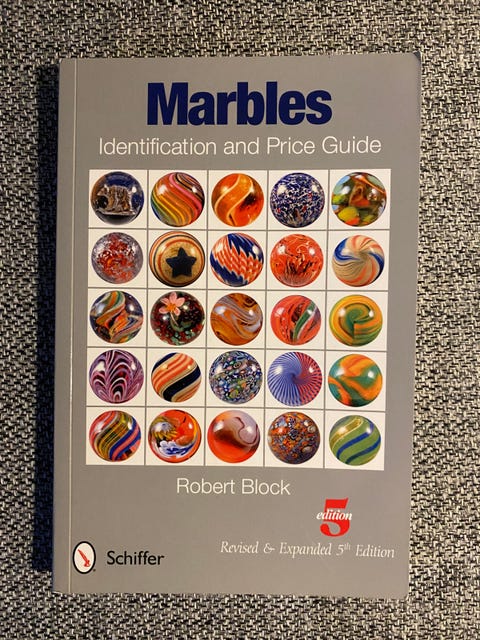 Marbles
Identification and Price Guide
Robert Block
5
edition
Revised & Expanded 5th Edition
Schiffer